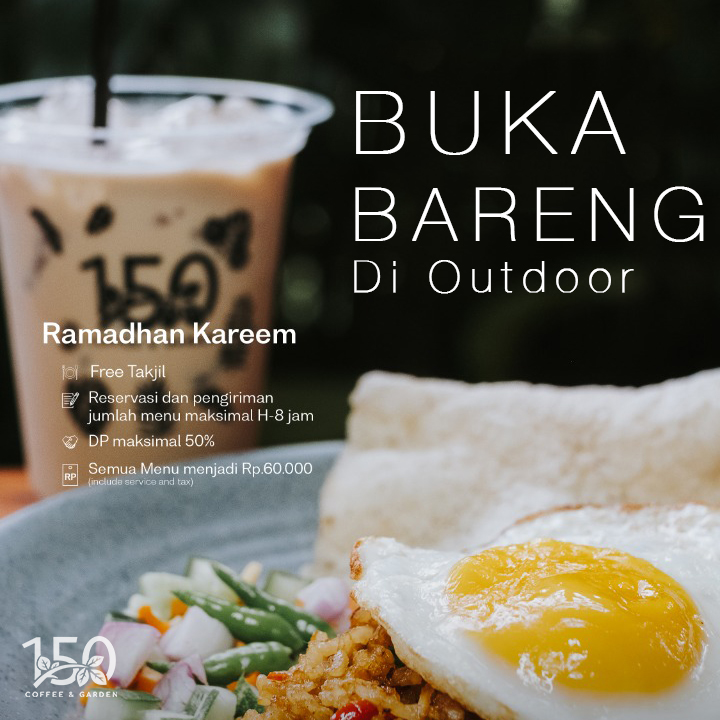 BUKA
BARENG
Di Outdoor
150
Ramadhan Kareem
Free Takjil
Reservasi dan pengiriman
jumlah menu maksimal H-8 jam
DP maksimal 50%
RP
Semua Menu menjadi Rp.60.000
(include service and tax)
150
COFFEE & GARDEN